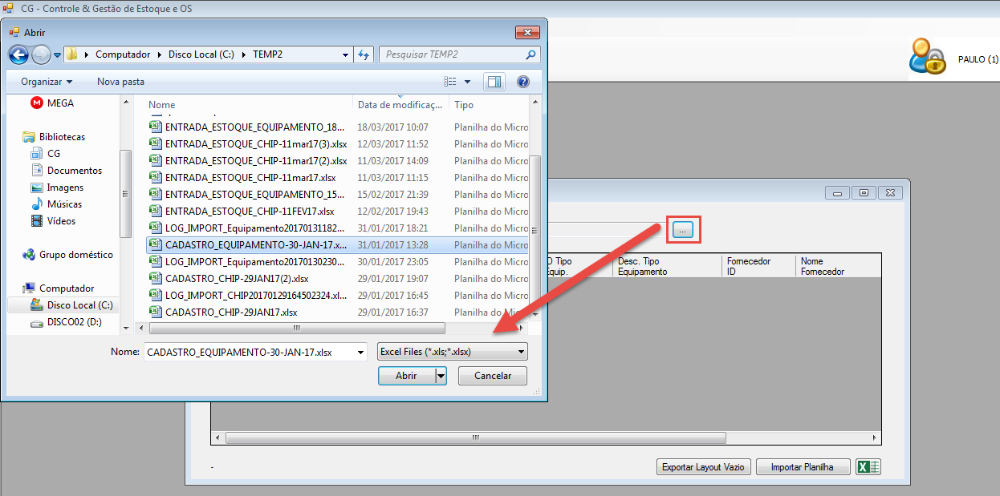 CG - Controle & Gestão de Estoque e OS
Abrir
Computador Disco Local (C:) TEMP2
Pesquisar TEMP2
PAULO (1)
Organizar Nova pasta
MEGA
Bibliotecas
CG
Documentos
Imagens
Músicas
Vídeos
Grupo doméstico
Computador
Disco Local (C:)
DISCO02 (D:)
Nome Data de modificaç... Tipo
ENTRADA_ESTOQUE_EQUIPAMENTO_18... 18/03/2017 10:07 Planilha do Micro
ENTRADA_ESTOQUE_CHIP-11mar17(3).xlsx 12/03/2017 11:52 Planilha do Micro
ENTRADA_ESTOQUE_CHIP-11mar17(2).xlsx 11/03/2017 14:09 Planilha do Micro
ENTRADA_ESTOQUE_CHIP-11mar17.xlsx 11/03/2017 11:15 Planilha do Micro
ENTRADA_ESTOQUE_EQUIPAMENTO_15... 15/02/2017 21:39 Planilha do Micro
ENTRADA_ESTOQUE_CHIP-11FEV17.xlsx 12/02/2017 19:43 Planilha do Micro
LOG_IMPORT_Equipamento20170131182... 31/01/2017 18:21 Planilha do Micro
CADASTRO_EQUIPAMENTO-30-JAN-17.x... 31/01/2017 13:28 Planilha do Micro
LOG_IMPORT_Equipamento20170130230... 30/01/2017 23:05 Planilha do Micro
CADASTRO_CHIP-29JAN17(2).xlsx 29/01/2017 19:07 Planilha do Micro
LOG_IMPORT_CHIP20170129164502324.xl... 29/01/2017 16:45 Planilha do Micro
CADASTRO_CHIP-29JAN17.xlsx 29/01/2017 16:37 Planilha do Micro
Nome: CADASTRO_EQUIPAMENTO-30-JAN-17.xlsx Excel Files (*.xls;*.xlsx)
Abrir Cancelar
...
Tipo Desc. Tipo Fornecedor Nome
Equip. Equipamento ID Fornecedor
-
Exportar Layout Vazio Importar Planilha